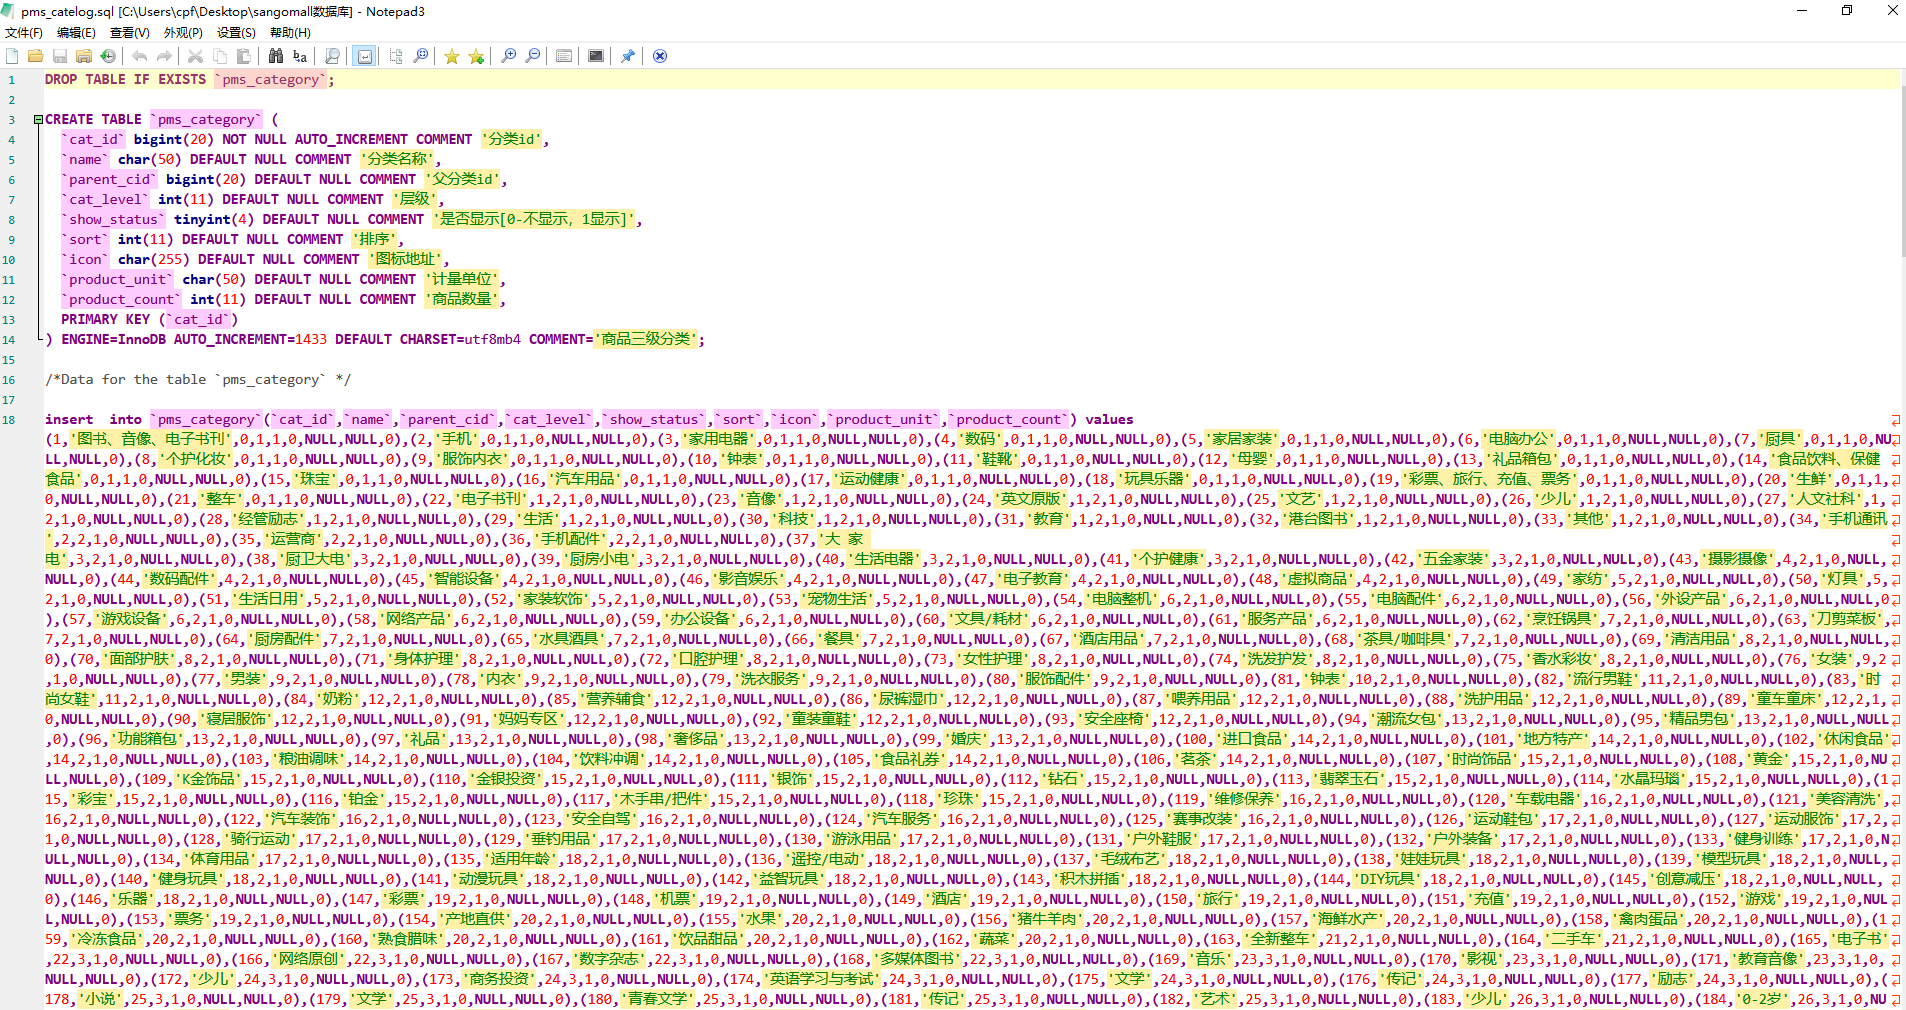 pms_catelog.sql [C:\Users\cpf\Desktop\sangomall数据库] - Notepad3
文件(F) 编辑(E) 查看(V) 外观(P) 设置(S) 帮助(H)
1 DROP TABLE IF EXISTS `pms_category`;
2
3 CREATE TABLE `pms_category` (
4 `cat_id` bigint(20) NOT NULL AUTO_INCREMENT COMMENT '分类id',
5 `name` char(50) DEFAULT NULL COMMENT '分类名称',
6 `parent_cid` bigint(20) DEFAULT NULL COMMENT '父分类id',
7 `cat_level` int(11) DEFAULT NULL COMMENT '层级',
8 `show_status` tinyint(4) DEFAULT NULL COMMENT '是否显示[0-不显示，1显示]',
9 `sort` int(11) DEFAULT NULL COMMENT '排序',
10 `icon` char(255) DEFAULT NULL COMMENT '图标地址',
11 `product_unit` char(50) DEFAULT NULL COMMENT '计量单位',
12 `product_count` int(11) DEFAULT NULL COMMENT '商品数量',
13 PRIMARY KEY (`cat_id`)
14 ) ENGINE=InnoDB AUTO_INCREMENT=1433 DEFAULT CHARSET=utf8mb4 COMMENT='商品三级分类';
15
16 /*Data for the table `pms_category` */
17
18 insert  into `pms_category`(`cat_id`,`name`,`parent_cid`,`cat_level`,`show_status`,`sort`,`icon`,`product_unit`,`product_count`) values
(1,'图书、音像、电子书刊',0,1,1,0,NULL,NULL,0),(2,'手机',0,1,1,0,NULL,NULL,0),(3,'家用电器',0,1,1,0,NULL,NULL,0),(4,'数码',0,1,1,0,NULL,NULL,0),(5,'家居家装',0,1,1,0,NULL,NULL,0),(6,'电脑办公',0,1,1,0,NULL,NULL,0),(7,'厨具',0,1,1,0,NU
LL,NULL,0),(8,'个护化妆',0,1,1,0,NULL,NULL,0),(9,'服饰内衣',0,1,1,0,NULL,NULL,0),(10,'钟表',0,1,1,0,NULL,NULL,0),(11,'鞋靴',0,1,1,0,NULL,NULL,0),(12,'母婴',0,1,1,0,NULL,NULL,0),(13,'礼品箱包',0,1,1,0,NULL,NULL,0),(14,'食品饮料、保健
食品',0,1,1,0,NULL,NULL,0),(15,'珠宝',0,1,1,0,NULL,NULL,0),(16,'汽车用品',0,1,1,0,NULL,NULL,0),(17,'运动健康',0,1,1,0,NULL,NULL,0),(18,'玩具乐器',0,1,1,0,NULL,NULL,0),(19,'彩票、旅行、充值、票务',0,1,1,0,NULL,NULL,0),(20,'生鲜',0,1,1,
0,NULL,NULL,0),(21,'整车',0,1,1,0,NULL,NULL,0),(22,'电子书刊',1,2,1,0,NULL,NULL,0),(23,'音像',1,2,1,0,NULL,NULL,0),(24,'英文原版',1,2,1,0,NULL,NULL,0),(25,'文艺',1,2,1,0,NULL,NULL,0),(26,'少儿',1,2,1,0,NULL,NULL,0),(27,'人文社科',1,
2,1,0,NULL,NULL,0),(28,'经管励志',1,2,1,0,NULL,NULL,0),(29,'生活',1,2,1,0,NULL,NULL,0),(30,'科技',1,2,1,0,NULL,NULL,0),(31,'教育',1,2,1,0,NULL,NULL,0),(32,'港台图书',1,2,1,0,NULL,NULL,0),(33,'其他',1,2,1,0,NULL,NULL,0),(34,'手机通讯
',2,2,1,0,NULL,NULL,0),(35,'运营商',2,2,1,0,NULL,NULL,0),(36,'手机配件',2,2,1,0,NULL,NULL,0),(37,'大 家
电',3,2,1,0,NULL,NULL,0),(38,'厨卫大电',3,2,1,0,NULL,NULL,0),(39,'厨房小电',3,2,1,0,NULL,NULL,0),(40,'生活电器',3,2,1,0,NULL,NULL,0),(41,'个护健康',3,2,1,0,NULL,NULL,0),(42,'五金家装',3,2,1,0,NULL,NULL,0),(43,'摄影摄像',4,2,1,0,NULL,
NULL,0),(44,'数码配件',4,2,1,0,NULL,NULL,0),(45,'智能设备',4,2,1,0,NULL,NULL,0),(46,'影音娱乐',4,2,1,0,NULL,NULL,0),(47,'电子教育',4,2,1,0,NULL,NULL,0),(48,'虚拟商品',4,2,1,0,NULL,NULL,0),(49,'家纺',5,2,1,0,NULL,NULL,0),(50,'灯具',5,
2,1,0,NULL,NULL,0),(51,'生活日用',5,2,1,0,NULL,NULL,0),(52,'家装软饰',5,2,1,0,NULL,NULL,0),(53,'宠物生活',5,2,1,0,NULL,NULL,0),(54,'电脑整机',6,2,1,0,NULL,NULL,0),(55,'电脑配件',6,2,1,0,NULL,NULL,0),(56,'外设产品',6,2,1,0,NULL,NULL,0
),(57,'游戏设备',6,2,1,0,NULL,NULL,0),(58,'网络产品',6,2,1,0,NULL,NULL,0),(59,'办公设备',6,2,1,0,NULL,NULL,0),(60,'文具/耗材',6,2,1,0,NULL,NULL,0),(61,'服务产品',6,2,1,0,NULL,NULL,0),(62,'烹饪锅具',7,2,1,0,NULL,NULL,0),(63,'刀剪菜板',
7,2,1,0,NULL,NULL,0),(64,'厨房配件',7,2,1,0,NULL,NULL,0),(65,'水具酒具',7,2,1,0,NULL,NULL,0),(66,'餐具',7,2,1,0,NULL,NULL,0),(67,'酒店用品',7,2,1,0,NULL,NULL,0),(68,'茶具/咖啡具',7,2,1,0,NULL,NULL,0),(69,'清洁用品',8,2,1,0,NULL,NULL,
0),(70,'面部护肤',8,2,1,0,NULL,NULL,0),(71,'身体护理',8,2,1,0,NULL,NULL,0),(72,'口腔护理',8,2,1,0,NULL,NULL,0),(73,'女性护理',8,2,1,0,NULL,NULL,0),(74,'洗发护发',8,2,1,0,NULL,NULL,0),(75,'香水彩妆',8,2,1,0,NULL,NULL,0),(76,'女装',9,2
,1,0,NULL,NULL,0),(77,'男装',9,2,1,0,NULL,NULL,0),(78,'内衣',9,2,1,0,NULL,NULL,0),(79,'洗衣服务',9,2,1,0,NULL,NULL,0),(80,'服饰配件',9,2,1,0,NULL,NULL,0),(81,'钟表',10,2,1,0,NULL,NULL,0),(82,'流行男鞋',11,2,1,0,NULL,NULL,0),(83,'时
尚女鞋',11,2,1,0,NULL,NULL,0),(84,'奶粉',12,2,1,0,NULL,NULL,0),(85,'营养辅食',12,2,1,0,NULL,NULL,0),(86,'尿裤湿巾',12,2,1,0,NULL,NULL,0),(87,'喂养用品',12,2,1,0,NULL,NULL,0),(88,'洗护用品',12,2,1,0,NULL,NULL,0),(89,'童车童床',12,2,1,
0,NULL,NULL,0),(90,'寝居服饰',12,2,1,0,NULL,NULL,0),(91,'妈妈专区',12,2,1,0,NULL,NULL,0),(92,'童装童鞋',12,2,1,0,NULL,NULL,0),(93,'安全座椅',12,2,1,0,NULL,NULL,0),(94,'潮流女包',13,2,1,0,NULL,NULL,0),(95,'精品男包',13,2,1,0,NULL,NULL
,0),(96,'功能箱包',13,2,1,0,NULL,NULL,0),(97,'礼品',13,2,1,0,NULL,NULL,0),(98,'奢侈品',13,2,1,0,NULL,NULL,0),(99,'婚庆',13,2,1,0,NULL,NULL,0),(100,'进口食品',14,2,1,0,NULL,NULL,0),(101,'地方特产',14,2,1,0,NULL,NULL,0),(102,'休闲食品'
,14,2,1,0,NULL,NULL,0),(103,'粮油调味',14,2,1,0,NULL,NULL,0),(104,'饮料冲调',14,2,1,0,NULL,NULL,0),(105,'食品礼券',14,2,1,0,NULL,NULL,0),(106,'茗茶',14,2,1,0,NULL,NULL,0),(107,'时尚饰品',15,2,1,0,NULL,NULL,0),(108,'黄金',15,2,1,0,NU
LL,NULL,0),(109,'K金饰品',15,2,1,0,NULL,NULL,0),(110,'金银投资',15,2,1,0,NULL,NULL,0),(111,'银饰',15,2,1,0,NULL,NULL,0),(112,'钻石',15,2,1,0,NULL,NULL,0),(113,'翡翠玉石',15,2,1,0,NULL,NULL,0),(114,'水晶玛瑙',15,2,1,0,NULL,NULL,0),(1
15,'彩宝',15,2,1,0,NULL,NULL,0),(116,'铂金',15,2,1,0,NULL,NULL,0),(117,'木手串/把件',15,2,1,0,NULL,NULL,0),(118,'珍珠',15,2,1,0,NULL,NULL,0),(119,'维修保养',16,2,1,0,NULL,NULL,0),(120,'车载电器',16,2,1,0,NULL,NULL,0),(121,'美容清洗',
16,2,1,0,NULL,NULL,0),(122,'汽车装饰',16,2,1,0,NULL,NULL,0),(123,'安全自驾',16,2,1,0,NULL,NULL,0),(124,'汽车服务',16,2,1,0,NULL,NULL,0),(125,'赛事改装',16,2,1,0,NULL,NULL,0),(126,'运动鞋包',17,2,1,0,NULL,NULL,0),(127,'运动服饰',17,2,
1,0,NULL,NULL,0),(128,'骑行运动',17,2,1,0,NULL,NULL,0),(129,'垂钓用品',17,2,1,0,NULL,NULL,0),(130,'游泳用品',17,2,1,0,NULL,NULL,0),(131,'户外鞋服',17,2,1,0,NULL,NULL,0),(132,'户外装备',17,2,1,0,NULL,NULL,0),(133,'健身训练',17,2,1,0,N
ULL,NULL,0),(134,'体育用品',17,2,1,0,NULL,NULL,0),(135,'适用年龄',18,2,1,0,NULL,NULL,0),(136,'遥控/电动',18,2,1,0,NULL,NULL,0),(137,'毛绒布艺',18,2,1,0,NULL,NULL,0),(138,'娃娃玩具',18,2,1,0,NULL,NULL,0),(139,'模型玩具',18,2,1,0,NULL,
NULL,0),(140,'健身玩具',18,2,1,0,NULL,NULL,0),(141,'动漫玩具',18,2,1,0,NULL,NULL,0),(142,'益智玩具',18,2,1,0,NULL,NULL,0),(143,'积木拼插',18,2,1,0,NULL,NULL,0),(144,'DIY玩具',18,2,1,0,NULL,NULL,0),(145,'创意减压',18,2,1,0,NULL,NULL,
0),(146,'乐器',18,2,1,0,NULL,NULL,0),(147,'彩票',19,2,1,0,NULL,NULL,0),(148,'机票',19,2,1,0,NULL,NULL,0),(149,'酒店',19,2,1,0,NULL,NULL,0),(150,'旅行',19,2,1,0,NULL,NULL,0),(151,'充值',19,2,1,0,NULL,NULL,0),(152,'游戏',19,2,1,0,NUL
L,NULL,0),(153,'票务',19,2,1,0,NULL,NULL,0),(154,'产地直供',20,2,1,0,NULL,NULL,0),(155,'水果',20,2,1,0,NULL,NULL,0),(156,'猪牛羊肉',20,2,1,0,NULL,NULL,0),(157,'海鲜水产',20,2,1,0,NULL,NULL,0),(158,'禽肉蛋品',20,2,1,0,NULL,NULL,0),(1
59,'冷冻食品',20,2,1,0,NULL,NULL,0),(160,'熟食腊味',20,2,1,0,NULL,NULL,0),(161,'饮品甜品',20,2,1,0,NULL,NULL,0),(162,'蔬菜',20,2,1,0,NULL,NULL,0),(163,'全新整车',21,2,1,0,NULL,NULL,0),(164,'二手车',21,2,1,0,NULL,NULL,0),(165,'电子书'
,22,3,1,0,NULL,NULL,0),(166,'网络原创',22,3,1,0,NULL,NULL,0),(167,'数字杂志',22,3,1,0,NULL,NULL,0),(168,'多媒体图书',22,3,1,0,NULL,NULL,0),(169,'音乐',23,3,1,0,NULL,NULL,0),(170,'影视',23,3,1,0,NULL,NULL,0),(171,'教育音像',23,3,1,0,
NULL,NULL,0),(172,'少儿',24,3,1,0,NULL,NULL,0),(173,'商务投资',24,3,1,0,NULL,NULL,0),(174,'英语学习与考试',24,3,1,0,NULL,NULL,0),(175,'文学',24,3,1,0,NULL,NULL,0),(176,'传记',24,3,1,0,NULL,NULL,0),(177,'励志',24,3,1,0,NULL,NULL,0),(
178,'小说',25,3,1,0,NULL,NULL,0),(179,'文学',25,3,1,0,NULL,NULL,0),(180,'青春文学',25,3,1,0,NULL,NULL,0),(181,'传记',25,3,1,0,NULL,NULL,0),(182,'艺术',25,3,1,0,NULL,NULL,0),(183,'少儿',26,3,1,0,NULL,NULL,0),(184,'0-2岁',26,3,1,0,NU